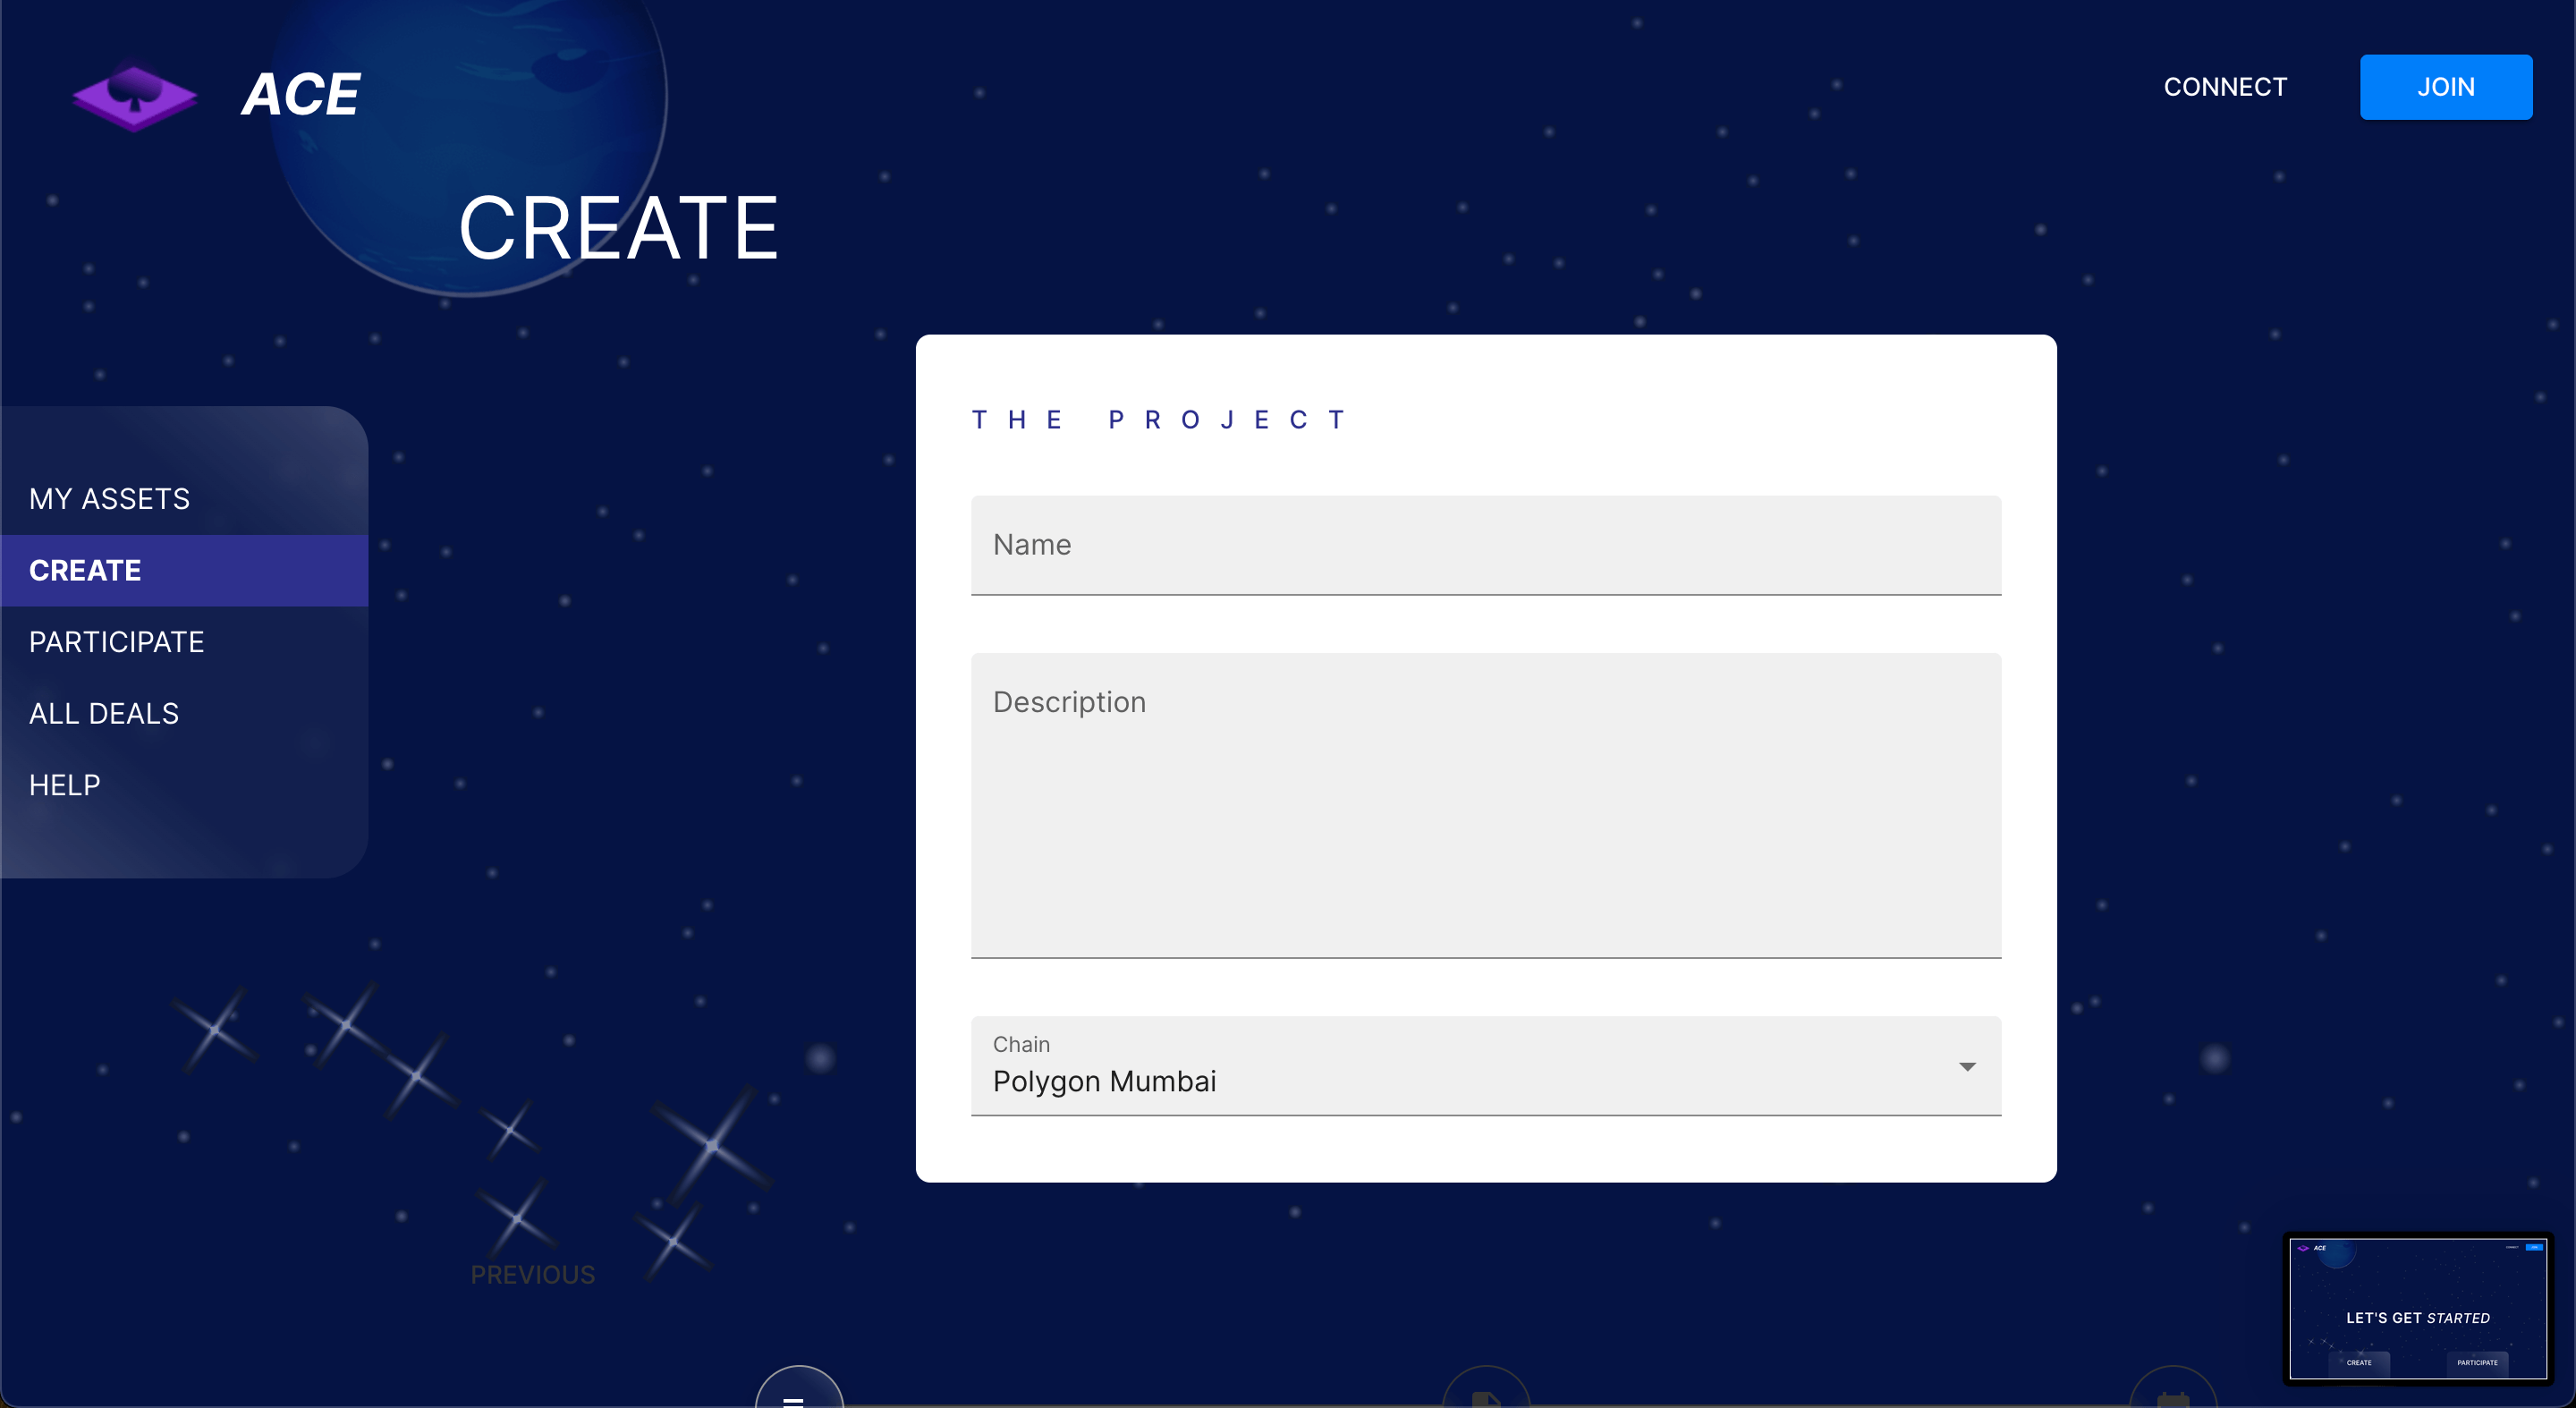 ACE
CONNECT
JOIN
CREATE
MY ASSETS
CREATE
PARTICIPATE
ALL DEALS
HELP
THE PROJECT
Name
Description
Chain
Polygon Mumbai
PREVIOUS
ACE
CONNECT
LET'S GET STARTED
CREATE
PARTICIPATE